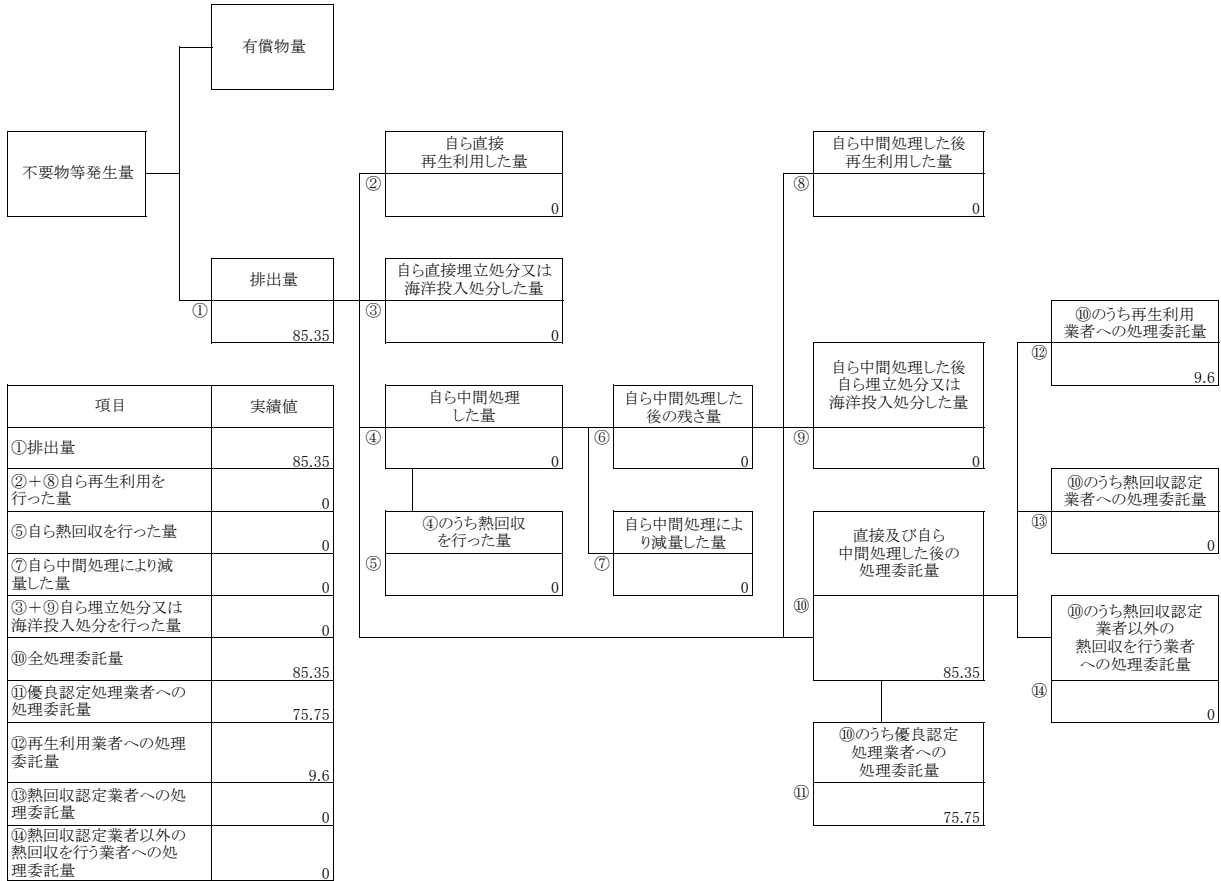 有償物量
不要物等発生量
自ら直接
再生利用した量
②
0
自ら中間処理した後
再生利用した量
⑧
0
排出量
①
85.35
自ら直接埋立処分又は
海洋投入処分した量
③
0
⑩のうち再生利用
業者への処理委託量
⑫
9.6
自ら中間処理した後
自ら埋立処分又は
海洋投入処分した量
⑨
0
自ら中間処理
した量
④
0
自ら中間処理した
後の残さ量
⑥
0
⑩のうち熱回収認定
業者への処理委託量
⑬
0
④のうち熱回収
を行った量
⑤
0
自ら中間処理によ
り減量した量
⑦
0
直接及び自ら
中間処理した後の
処理委託量
⑩
85.35
⑩のうち熱回収認定
業者以外の
熱回収を行う業者
への処理委託量
⑭
0
⑩のうち優良認定
処理業者への
処理委託量
⑪
75.75
項目 実績値
①排出量
85.35
②＋⑧自ら再生利用を
行った量
0
⑤自ら熱回収を行った量
0
⑦自ら中間処理により減
量した量
0
③＋⑨自ら埋立処分又は
海洋投入処分を行った量
0
⑩全処理委託量
85.35
⑪優良認定処理業者への
処理委託量
75.75
⑫再生利用業者への処理
委託量
9.6
⑬熱回収認定業者への処
理委託量
0
⑭熱回収認定業者以外の
熱回収を行う業者への処
理委託量
0